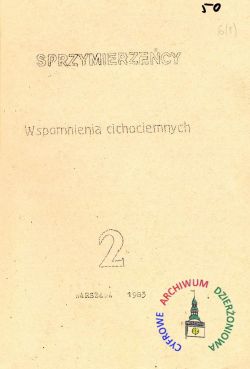 50
6(1)
SPRZYMIERZEŃCY
Wspomnienia cichociemnych
2
WARSZAWA 1983
CYFROWE ARCHIWUM DZIERŻONIOWA